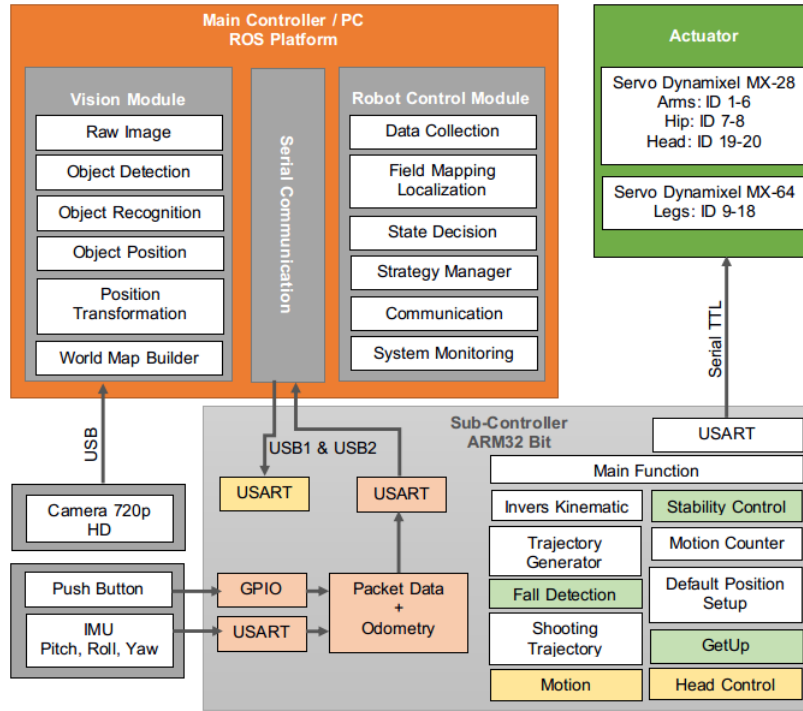 Main Controller / PC
ROS Platform
Vision Module
Raw Image
Object Detection
Object Recognition
Object Position
Position
Transformation
World Map Builder
Serial Communication
Robot Control Module
Data Collection
Field Mapping
Localization
State Decision
Strategy Manager
Communication
System Monitoring
Actuator
Servo Dynamixel MX-28
Arms: ID 1-6
Hip: ID 7-8
Head: ID 19-20
Servo Dynamixel MX-64
Legs: ID 9-18
Serial TTL
USB
Camera 720p
HD
Push Button
IMU
Pitch, Roll, Yaw
Sub-Controller
ARM32 Bit
USB1 & USB2
USART
USART
GPIO
USART
Packet Data
+
Odometry
USART
Main Function
Invers Kinematic
Trajectory
Generator
Fall Detection
Shooting
Trajectory
Motion
Stability Control
Motion Counter
Default Position
Setup
GetUp
Head Control